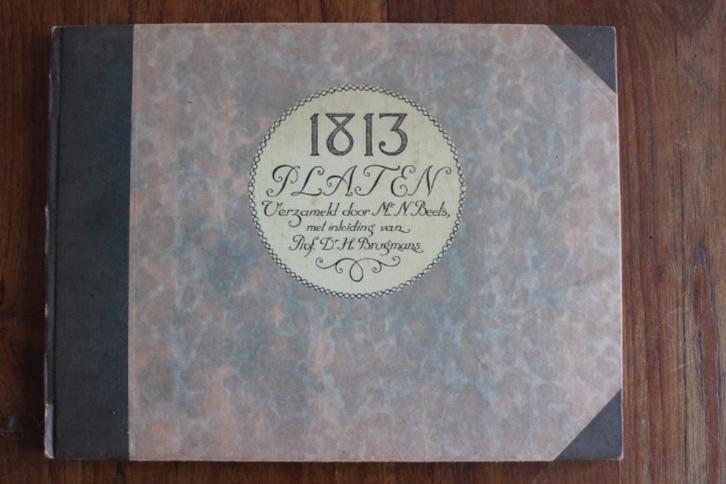 1813
PLATEN
Verzameld door Mr. N. Beets,
met inleiding van
Prof. Dr. H. Brugmans